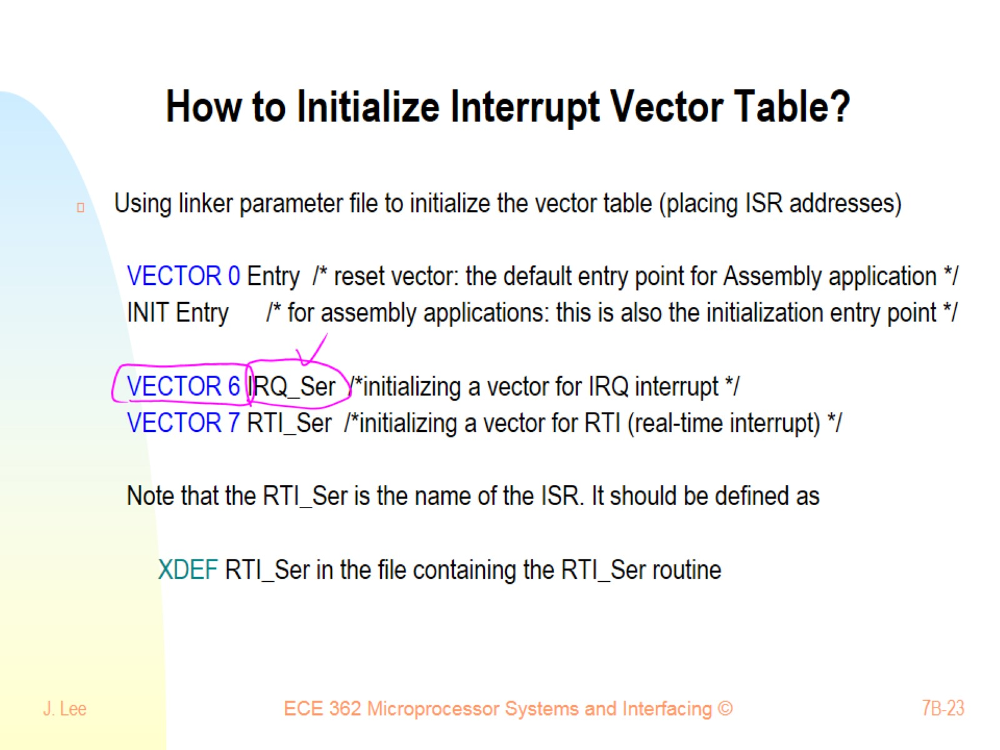 How to Initialize Interrupt Vector Table?
Using linker parameter file to initialize the vector table (placing ISR addresses)
VECTOR 0 Entry /* reset vector: the default entry point for Assembly application */
INIT Entry /* for assembly applications: this is also the initialization entry point */
VECTOR 6 IRQ_Ser /*initializing a vector for IRQ interrupt */
VECTOR 7 RTI_Ser /*initializing a vector for RTI (real-time interrupt) */
Note that the RTI_Ser is the name of the ISR. It should be defined as
XDEF RTI_Ser in the file containing the RTI_Ser routine
J. Lee
ECE 362 Microprocessor Systems and Interfacing ©
7B-23